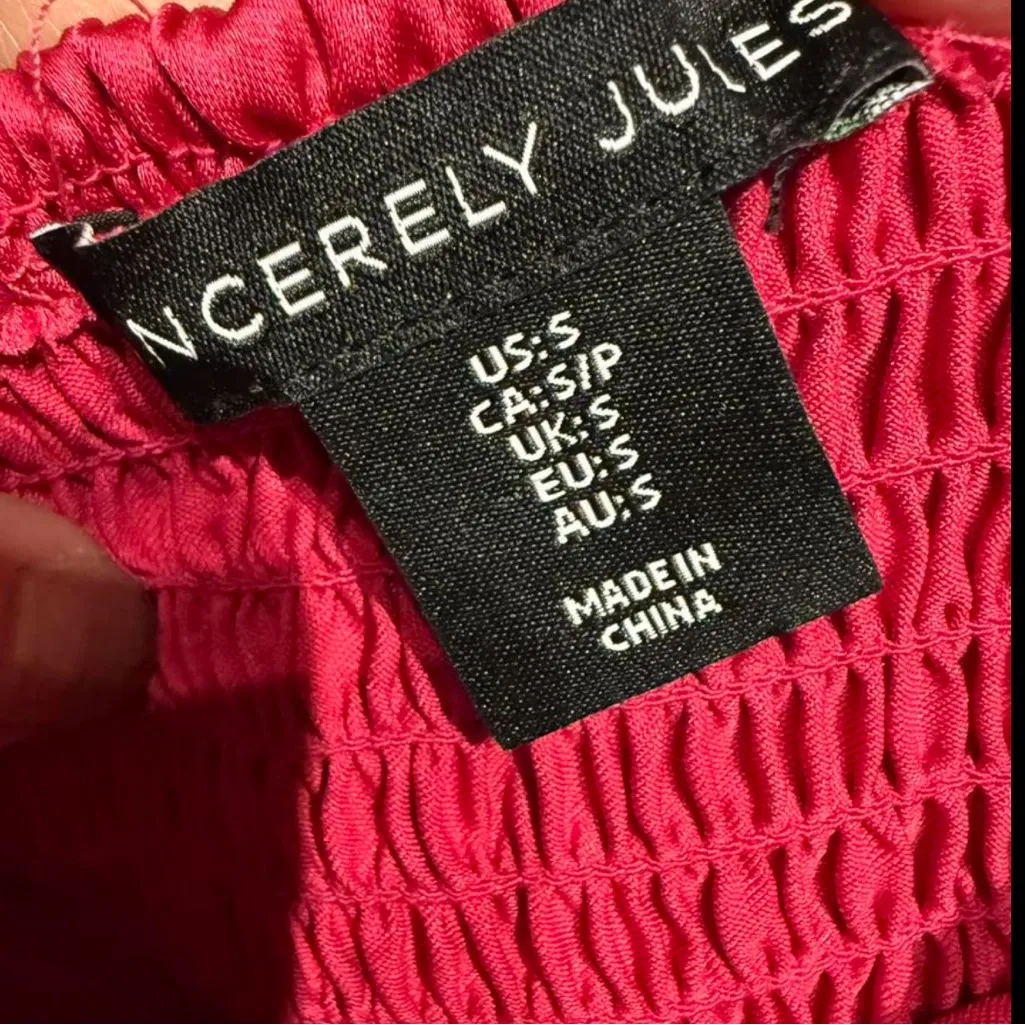 NCERELY JULES
US:S
CA:S/P
UK:S
EU:S
AU:S
MADE IN
CHINA